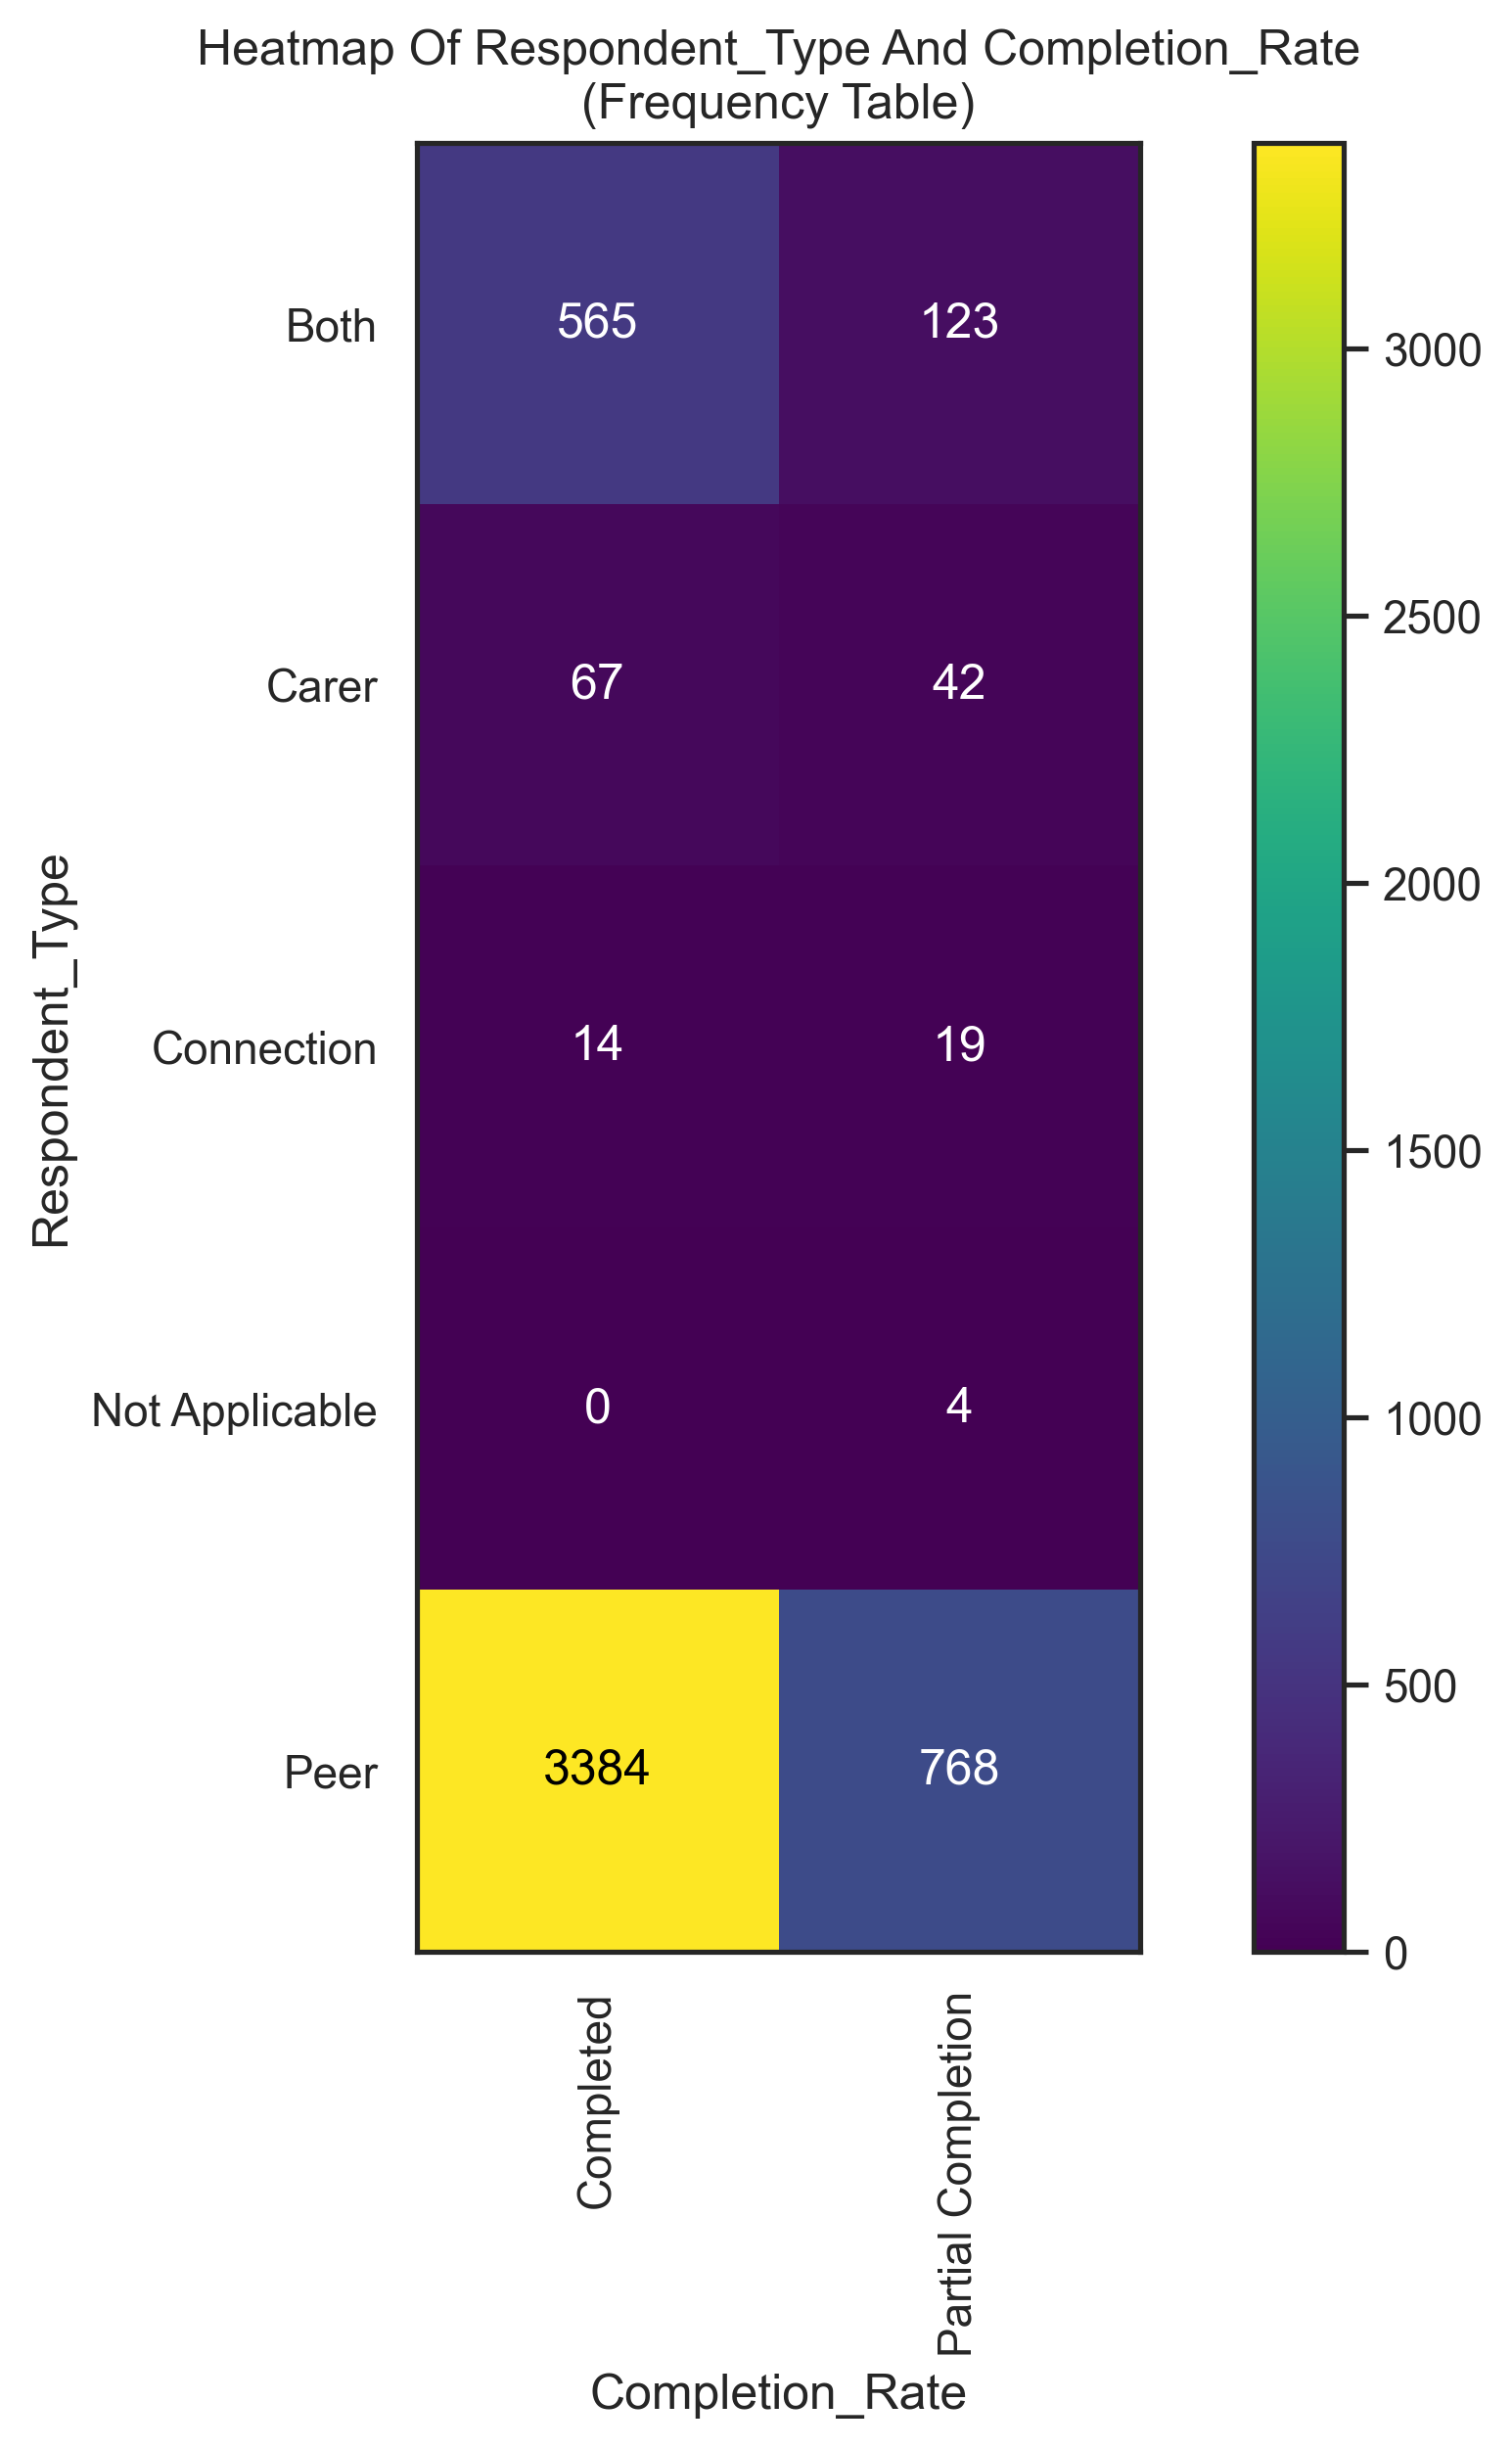 Heatmap Of Respondent_Type And Completion_Rate
(Frequency Table)
Respondent_Type
Both
565
123
Carer
67
42
Connection
14
19
Not Applicable
0
4
Peer
3384
768
Completed
Partial Completion
Completion_Rate
3000
2500
2000
1500
1000
500
0